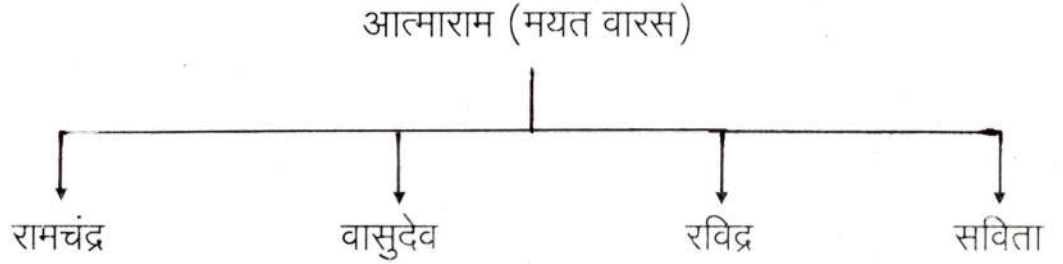 आत्माराम (मयत वारस)
रामचंद्र वासुदेव रविद्र सविता